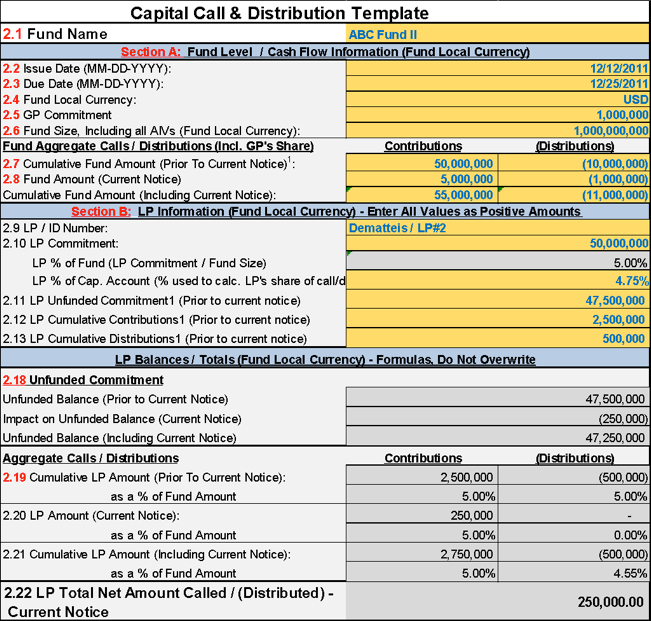 Capital Call & Distribution Template
2.1 Fund Name ABC Fund II
Section A: Fund Level / Cash Flow Information (Fund Local Currency)
2.2 Issue Date (MM-DD-YYYY): 12/12/2011
2.3 Due Date (MM-DD-YYYY): 12/25/2011
2.4 Fund Local Currency: USD
2.5 GP Commitment 1,000,000
2.6 Fund Size, Including all AIVs (Fund Local Currency): 1,000,000,000
Fund Aggregate Calls / Distributions (Incl. GP's Share) Contributions (Distributions)
2.7 Cumulative Fund Amount (Prior To Current Notice)¹: 50,000,000 (10,000,000)
2.8 Fund Amount (Current Notice) 5,000,000 (1,000,000)
Cumulative Fund Amount (Including Current Notice): 55,000,000 (11,000,000)
Section B: LP Information (Fund Local Currency) - Enter All Values as Positive Amounts
2.9 LP / ID Number: Dematteis / LP#2
2.10 LP Commitment: 50,000,000
LP % of Fund (LP Commitment / Fund Size) 5.00%
LP % of Cap. Account (% used to calc. LP's share of call/d 4.75%
2.11 LP Unfunded Commitment1 (Prior to current notice) 47,500,000
2.12 LP Cumulative Contributions1 (Prior to current notice) 2,500,000
2.13 LP Cumulative Distributions1 (Prior to current notice) 500,000
LP Balances / Totals (Fund Local Currency) - Formulas, Do Not Overwrite
2.18 Unfunded Commitment
Unfunded Balance (Prior to Current Notice) 47,500,000
Impact on Unfunded Balance (Current Notice) (250,000)
Unfunded Balance (Including Current Notice) 47,250,000
Aggregate Calls / Distributions Contributions (Distributions)
2.19 Cumulative LP Amount (Prior To Current Notice): 2,500,000 (500,000)
as a % of Fund Amount 5.00% 5.00%
2.20 LP Amount (Current Notice): 250,000 -
as a % of Fund Amount 5.00% 0.00%
2.21 Cumulative LP Amount (Including Current Notice): 2,750,000 (500,000)
as a % of Fund Amount 5.00% 4.55%
2.22 LP Total Net Amount Called / (Distributed) -
Current Notice 250,000.00